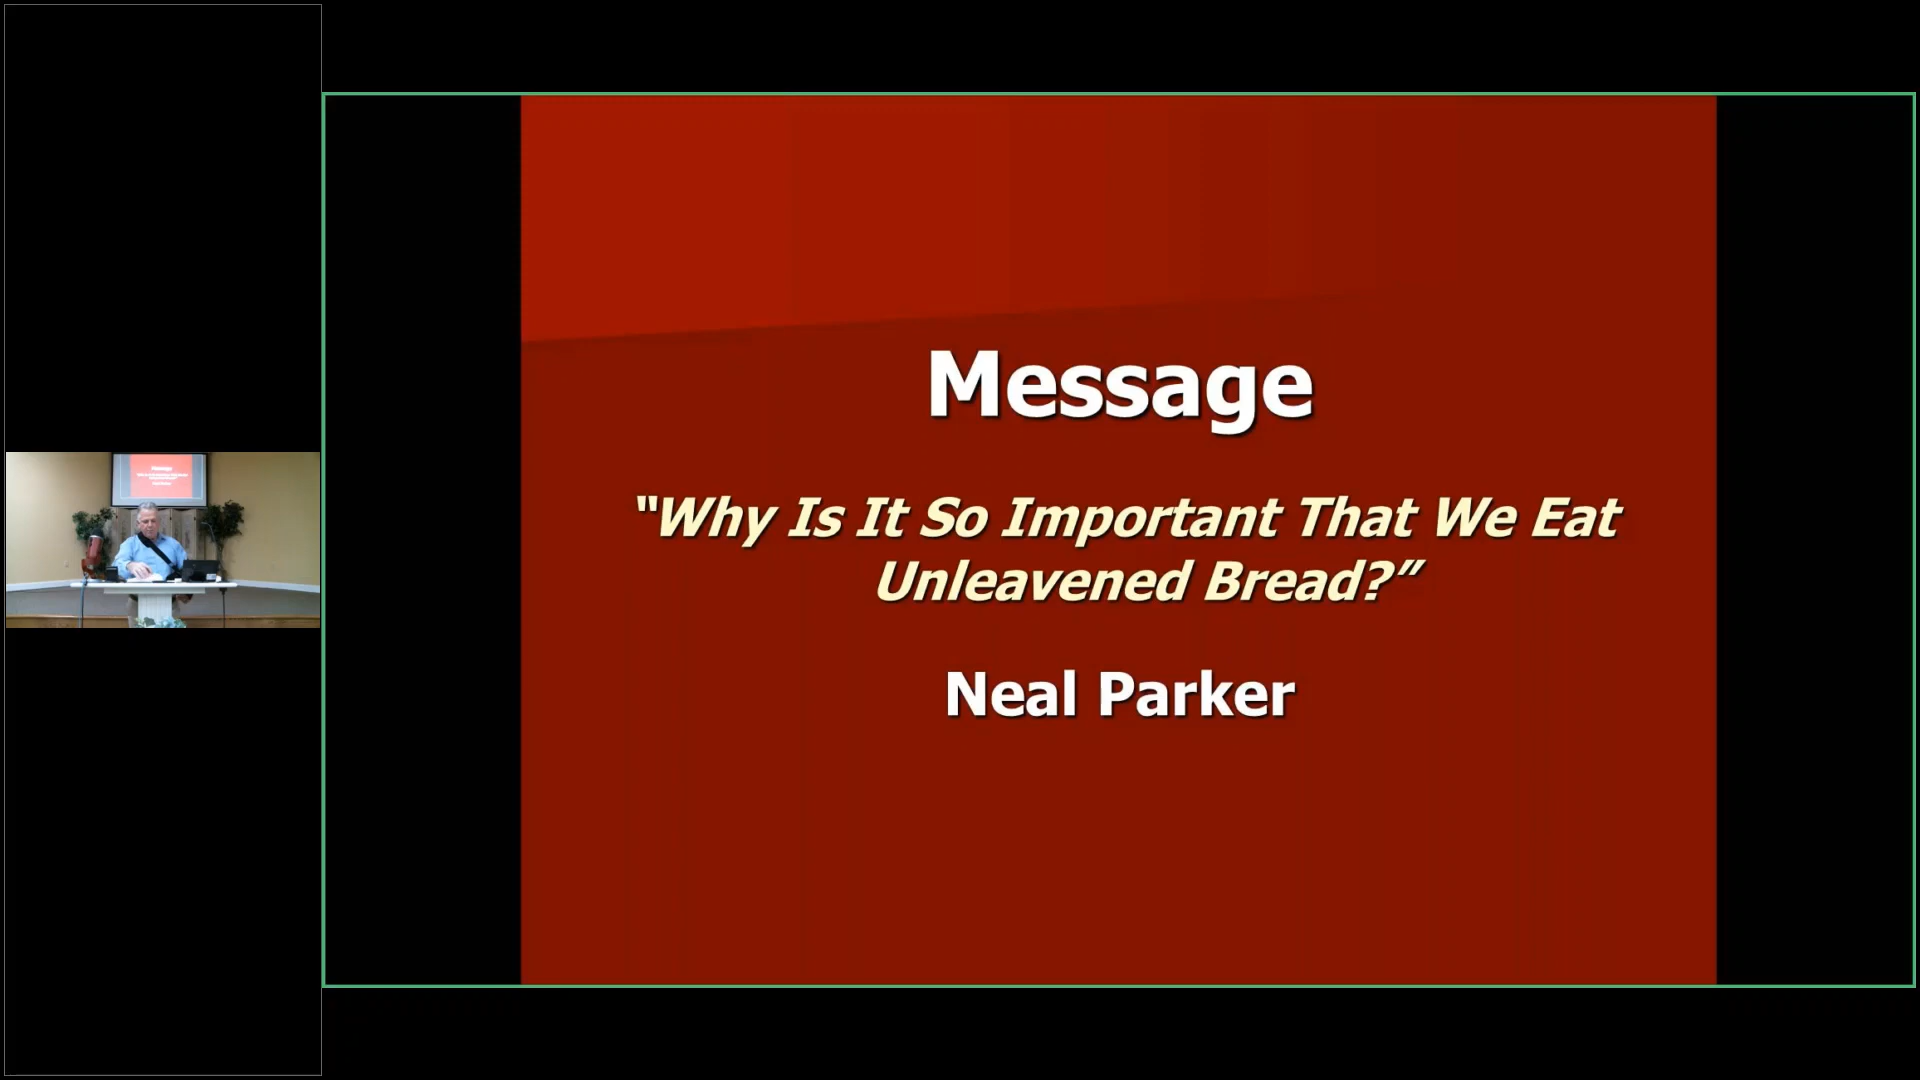 Message
“Why Is It So Important That We Eat
Unleavened Bread?”
Neal Parker